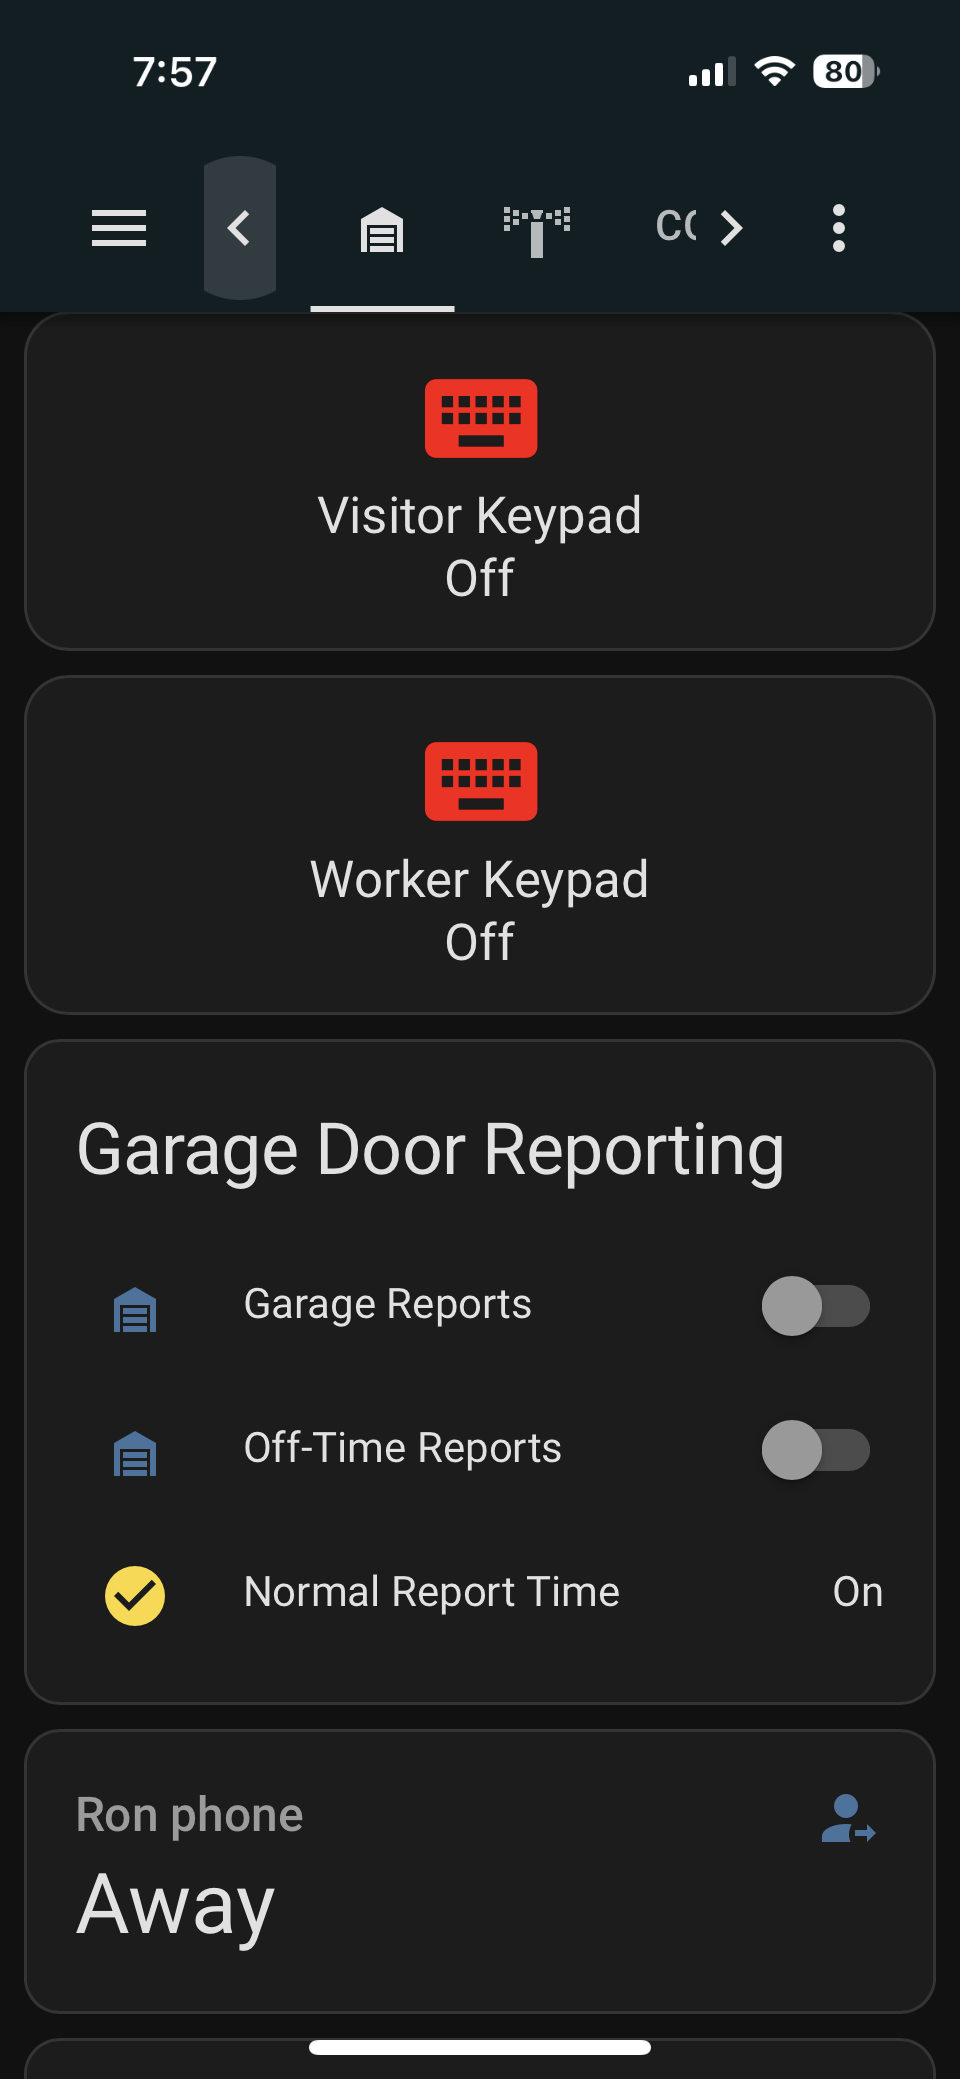 7:57
80
Visitor Keypad
Off
Worker Keypad
Off
Garage Door Reporting
Garage Reports
Off-Time Reports
Normal Report Time On
Ron phone
Away